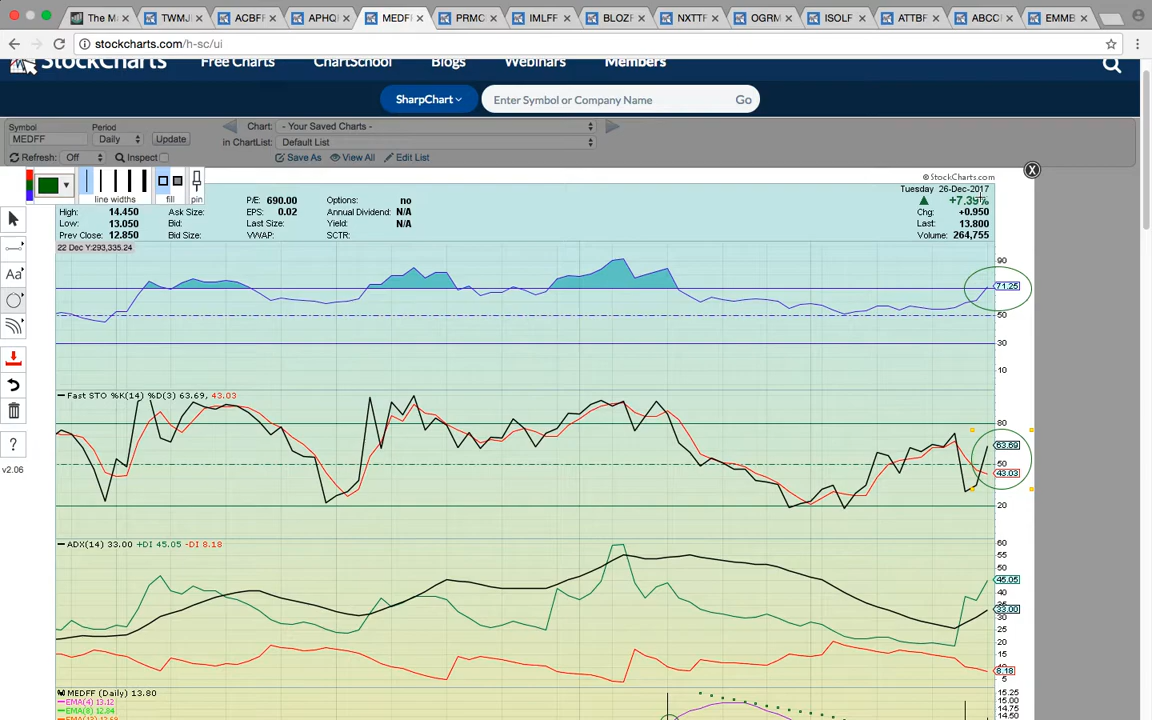 The M
TWMJ
ACBFF
APHQ
MEDFF
PRMC
IMLFF
BLOZF
NXTTF
OGRM
ISOLF
ATTBF
ABCC
EMMB
stockcharts.com/h-sc/ui
StockCharts
Free Charts
ChartSchool
Blogs
Webinars
Members
SharpChart
Enter Symbol or Company Name
Go
Symbol
Period
MEDFF
Daily
Update
Chart:
- Your Saved Charts -
in ChartList:
Default List
Refresh:
Off
Inspect
Save As
View All
Edit List
X
line widths
fill
pin
© StockCharts.com
Tuesday 26-Dec-2017
+7.39%
High: 14.450
Low: 13.050
Prev Close: 12.850
Ask Size:
Bid:
Bid Size:
P/E: 690.00
EPS: 0.02
Last Size:
VWAP:
Options: no
Annual Dividend: N/A
Yield: N/A
SCTR:
Chg: +0.950
Last: 13.800
Volume: 264,755
22 Dec Y:293,335.24
90
71.25
50
30
10
Fast STO %K(14) %D(3) 63.69, 43.03
80
63.69
50
43.03
20
ADX(14) 33.00 +DI 45.05 -DI 8.18
60
55
50
45.05
40
35
33.00
30
25
20
15
8.18
5
MEDFF (Daily) 13.80
EMA(4) 13.12
EMA(8) 12.84
15.25
15.00
14.75
14.50
Aa
?
v2.06